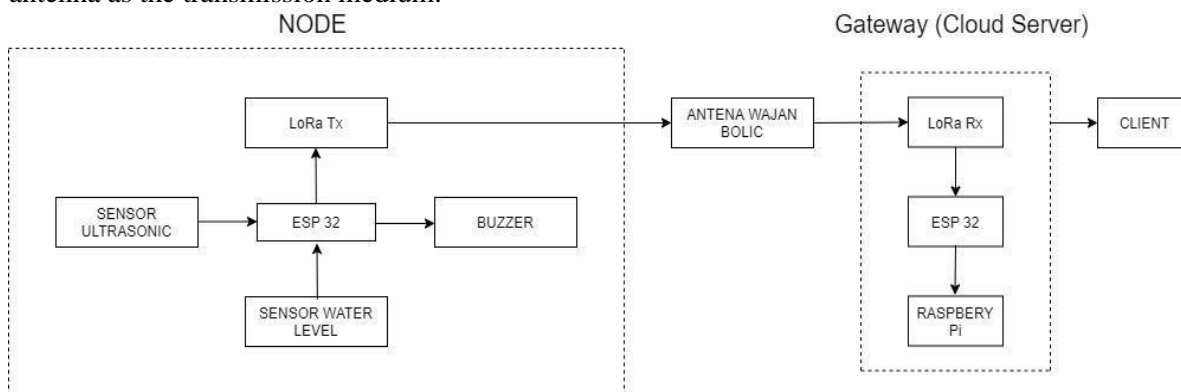 antenna as the transmission medium.
NODE
Gateway (Cloud Server)
LoRa Tx
ANTENA WAJAN
BOLIC
LoRa Rx
CLIENT
SENSOR
ULTRASONIC
ESP 32
BUZZER
ESP 32
SENSOR WATER
LEVEL
RASPBERY
Pi